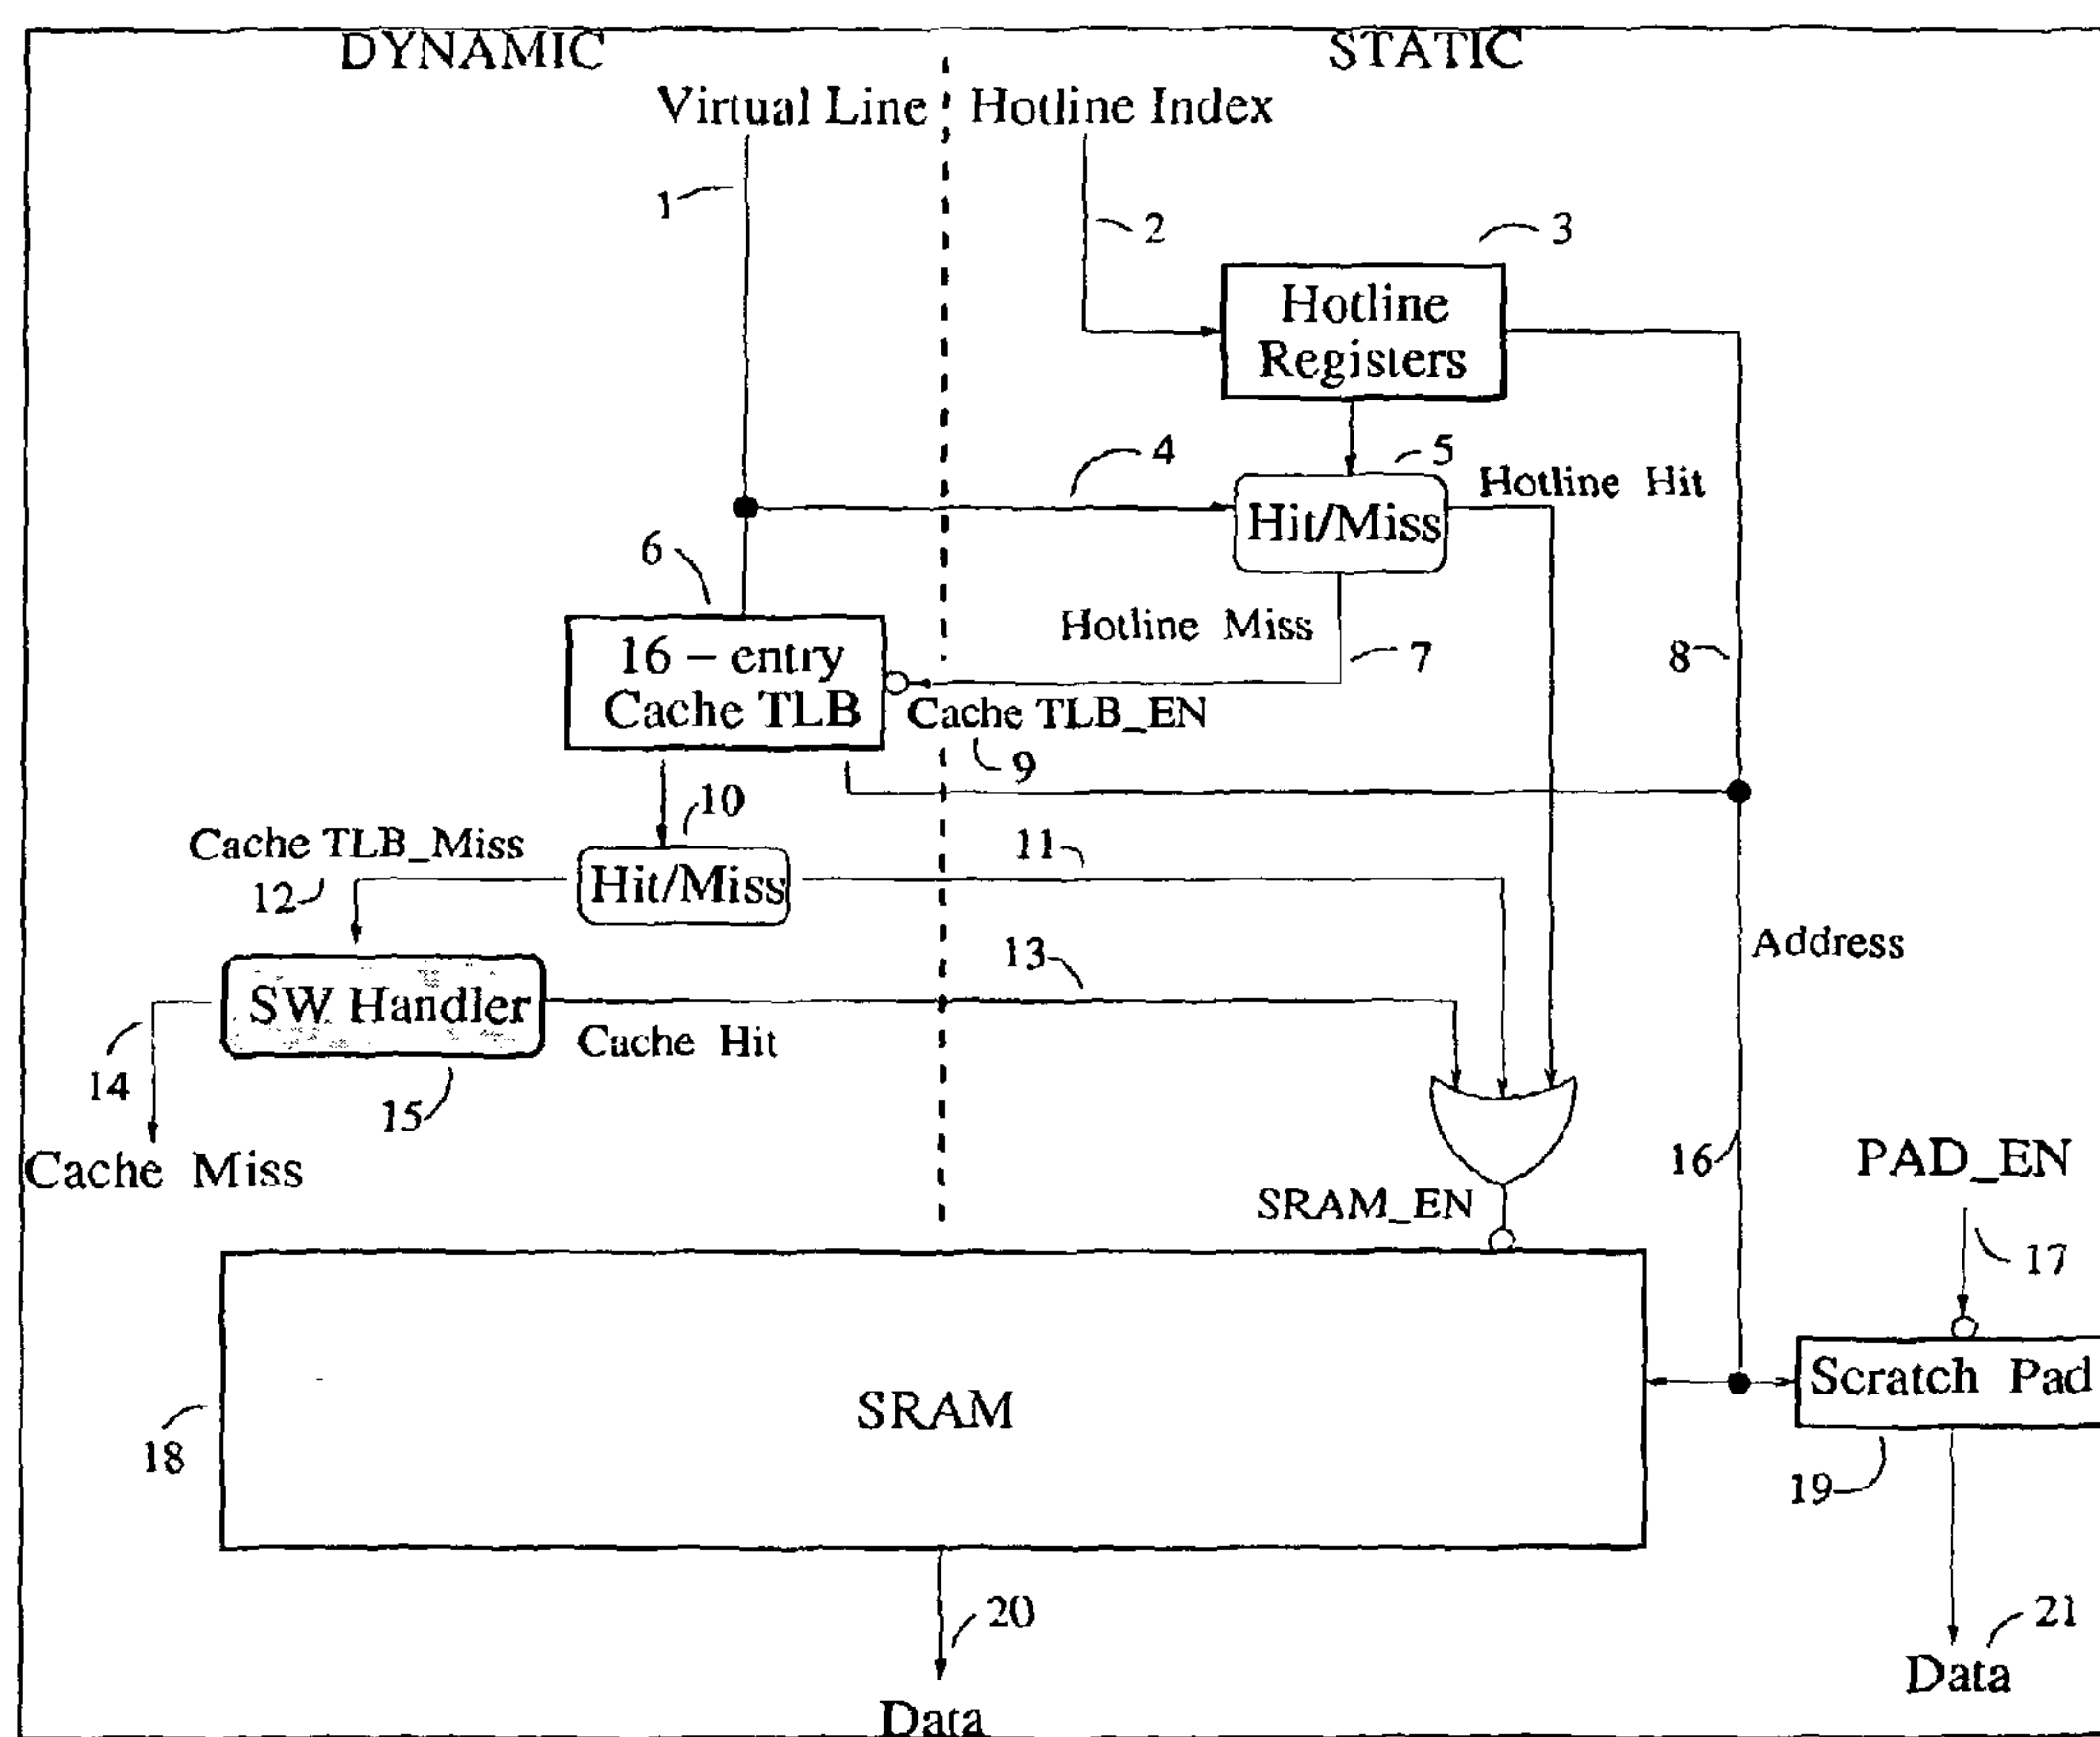 DYNAMIC
STATIC
Virtual Line
Hotline Index
1
2
3
Hotline
Registers
4
5
Hotline Hit
Hit/Miss
6
Hotline Miss
7
8
16 – entry
Cache TLB
Cache TLB_EN
9
10
Cache TLB_Miss
11
12
Hit/Miss
13
Address
SW Handler
Cache Hit
14
15
Cache Miss
16
PAD_EN
SRAM_EN
17
Scratch Pad
SRAM
18
19
20
21
Data
Data